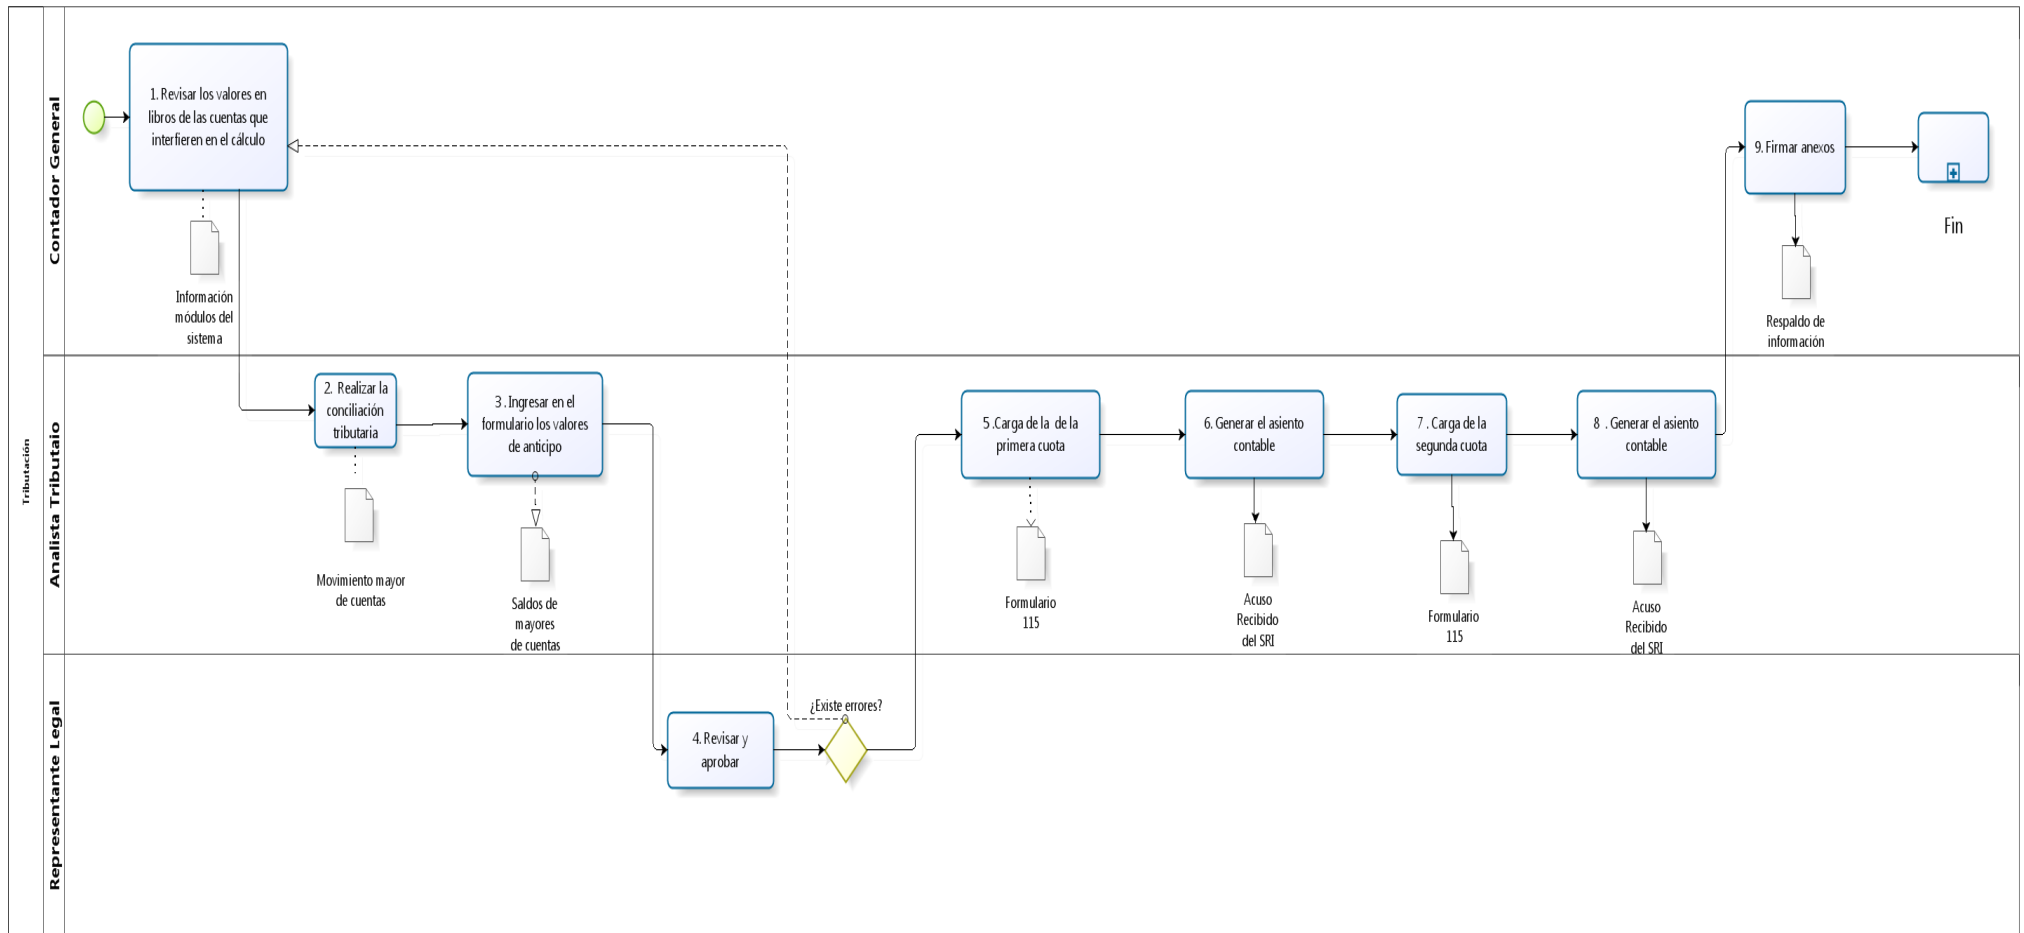 Tributación
Contador General
1. Revisar los valores en
libros de las cuentas que
interfieren en el cálculo
Información
módulos del
sistema
9. Firmar anexos
Respaldo de
información
Fin
Analista Tributaio
2. Realizar la
conciliación
tributaria
Movimiento mayor
de cuentas
3 . Ingresar en el
formulario los valores
de anticipo
Saldos de
mayores
de cuentas
5 .Carga de la de la
primera cuota
Formulario
115
6. Generar el asiento
contable
Acuso
Recibido
del SRI
7 . Carga de la
segunda cuota
Formulario
115
8 . Generar el asiento
contable
Acuso
Recibido
del SRI
Representante Legal
4. Revisar y
aprobar
¿Existe errores?